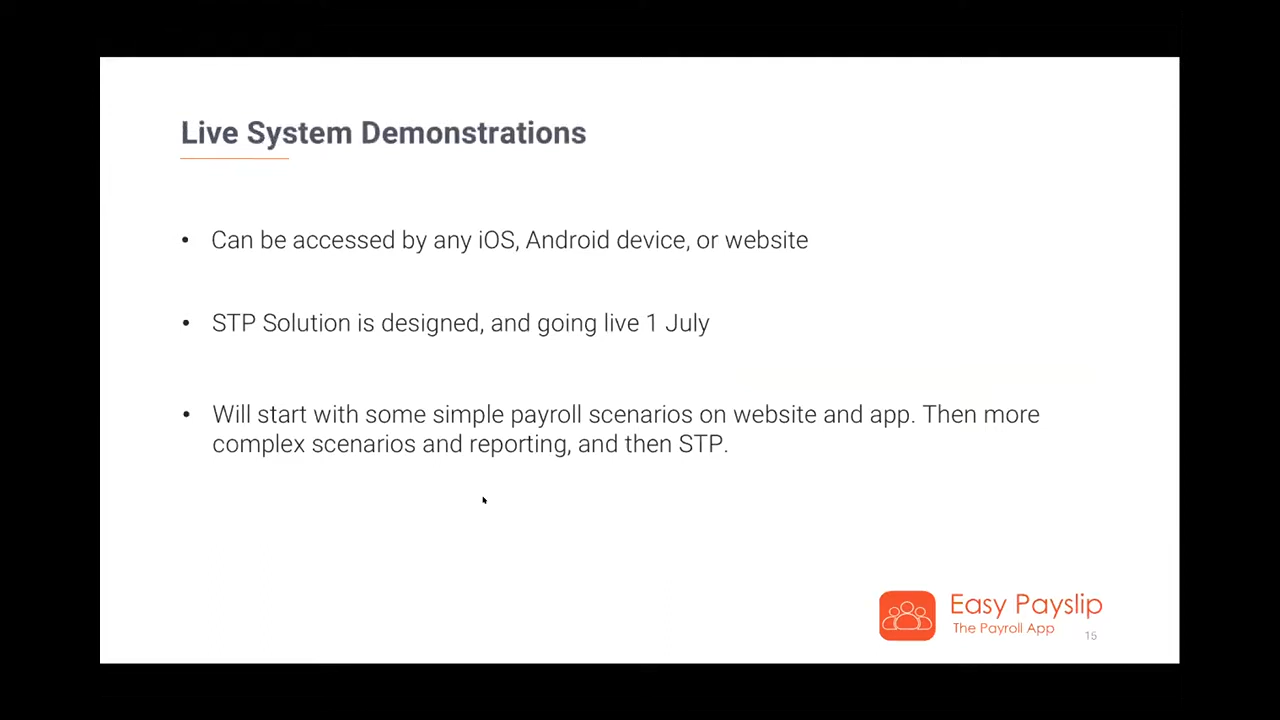 Live System Demonstrations
• Can be accessed by any iOS, Android device, or website
• STP Solution is designed, and going live 1 July
• Will start with some simple payroll scenarios on website and app. Then more
complex scenarios and reporting, and then STP.
Easy Payslip
The Payroll App
15